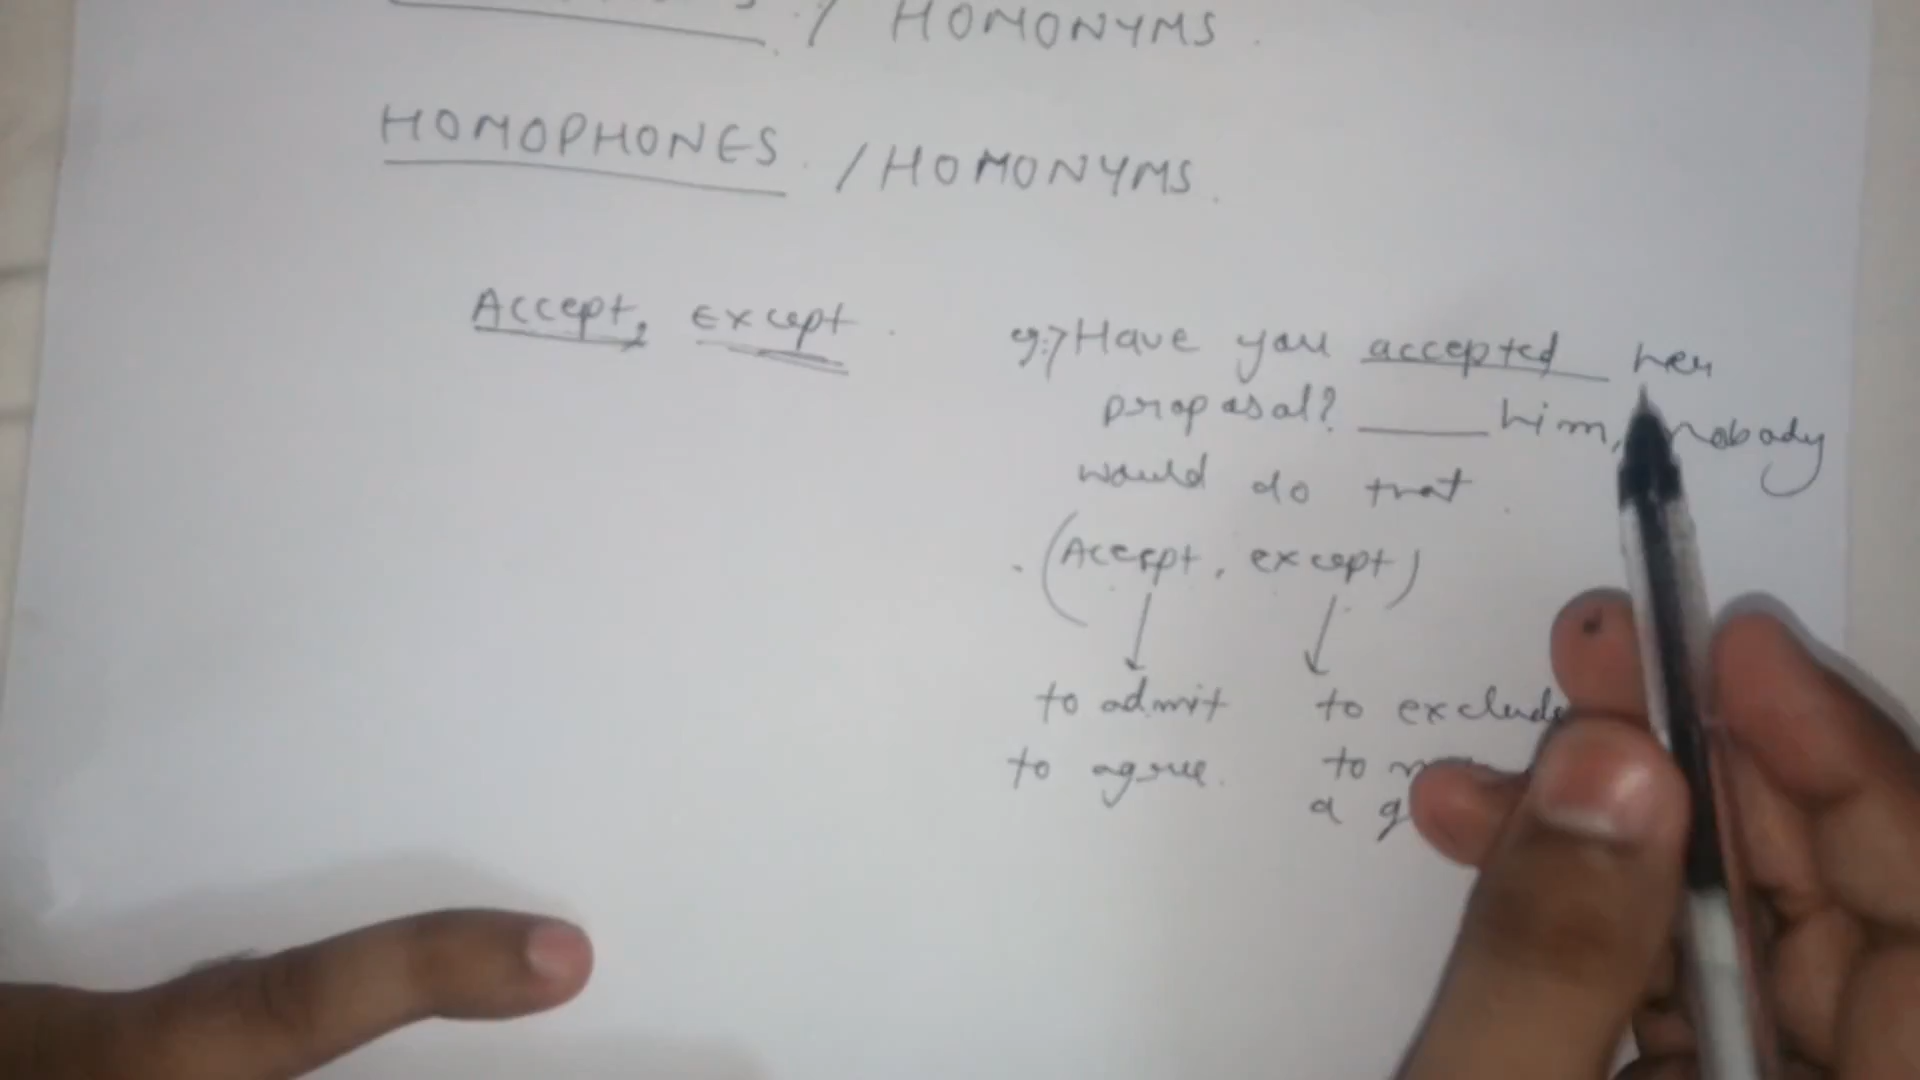 / HOMONYMS.
HOMOPHONES / HOMONYMS.
Accept, except.
eg:→ Have you accepted her
proposal? ____ him, nobody
would do that.
(Accept, except)
to admit to exclude
to agree. to
a